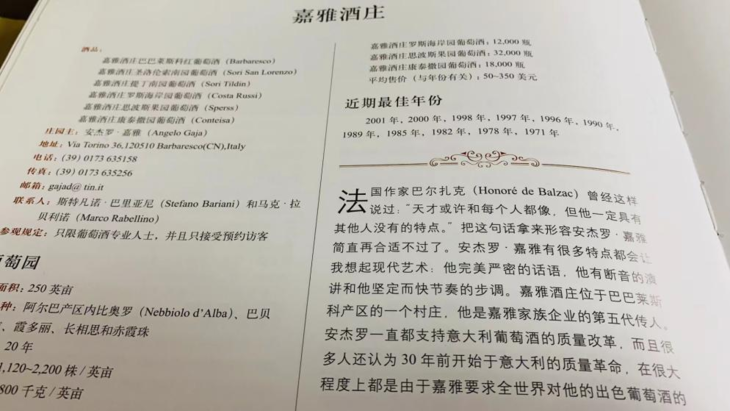 嘉雅酒庄
酒品：
嘉雅酒庄巴巴莱斯科红葡萄酒（Barbaresco）
嘉雅酒庄圣洛伦索南园葡萄酒（Sori San Lorenzo）
嘉雅酒庄提丁南园葡萄酒（Sori Tildin）
嘉雅酒庄罗斯海岸园葡萄酒（Costa Russi）
嘉雅酒庄思波斯果园葡萄酒（Sperss）
嘉雅酒庄康泰微园葡萄酒（Conteisa）
庄园主：安杰罗·嘉雅（Angelo Gaja）
地址：Via Torino 36,120510 Barbaresco(CN),Italy
电话：(39) 0173 635158
传真：(39) 0173 635256
邮箱：gajad@ tin.it
联系人：斯特凡诺·巴里亚尼（Stefano Bariani）和马克·拉
贝利诺（Marco Rabellino）
参观规定：只限葡萄酒专业人士，并且只接受预约访客
葡萄园
面积：250 英亩
种：阿尔巴产区内比奥罗（Nebbiolo d'Alba）、巴贝
、霞多丽、长相思和赤霞珠
20 年
1,120~2,200 株 / 英亩
800 千克 / 英亩
嘉雅酒庄罗斯海岸园葡萄酒：12,000 瓶
嘉雅酒庄思波斯果园葡萄酒：32,000 瓶
嘉雅酒庄康泰微园葡萄酒：18,000 瓶
平均售价（与年份有关）：50~350 美元
近期最佳年份
2001 年，2000 年，1998 年，1997 年，1996 年，1990 年，
1989 年，1985 年，1982 年，1978 年，1971 年
法国作家巴尔扎克（Honoré de Balzac）曾经这样
说过："天才或许和每个人都像，但他一定具有
其他人没有的特点。"把这句话拿来形容安杰罗·嘉雅
简直再合适不过了。安杰罗·嘉雅有很多特点都会让
我想起现代艺术：他完美严密的话语，他有断音的演
讲和他坚定而快节奏的步调。嘉雅酒庄位于巴巴莱斯
科产区的一个村庄，他是嘉雅家族企业的第五代传人。
安杰罗一直都支持意大利葡萄酒的质量改革，而且很
多人还认为 30 年前开始于意大利的质量革命，在很大
程度上都是由于嘉雅要求全世界对他的出色葡萄酒的